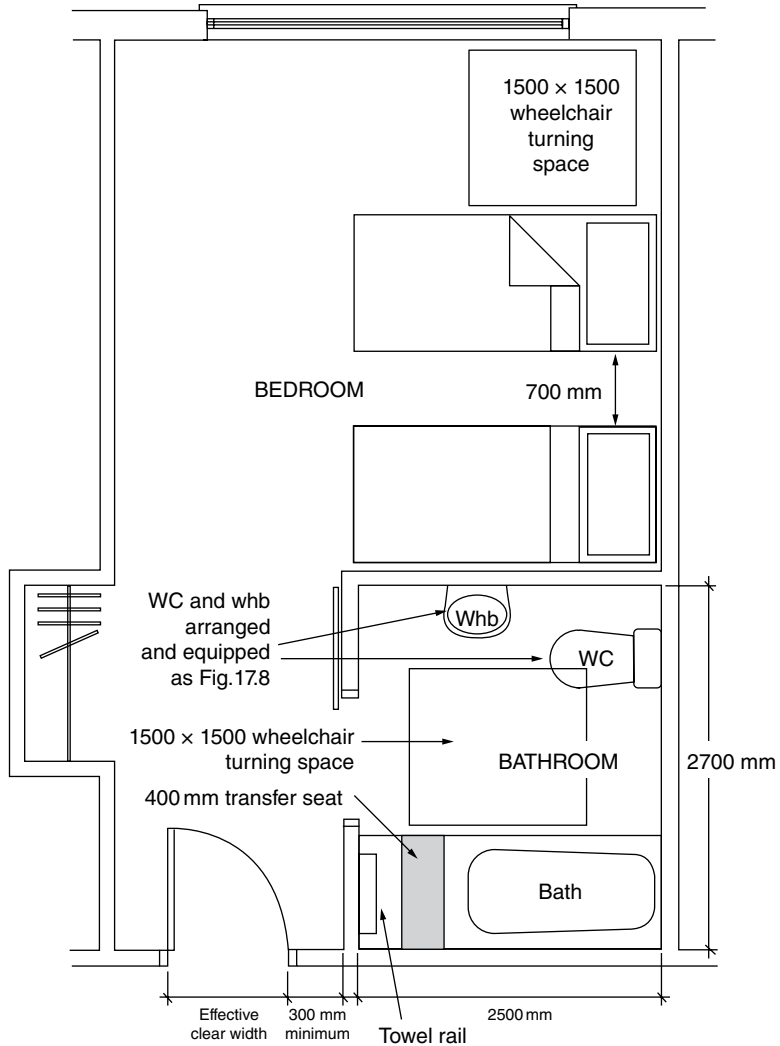 1500 × 1500
wheelchair
turning
space
BEDROOM
700 mm
WC and whb
arranged
and equipped
as Fig.17.8
Whb
WC
1500 × 1500 wheelchair
turning space
BATHROOM
2700 mm
400 mm transfer seat
Bath
Effective
clear width
300 mm
minimum
Towel rail
2500 mm